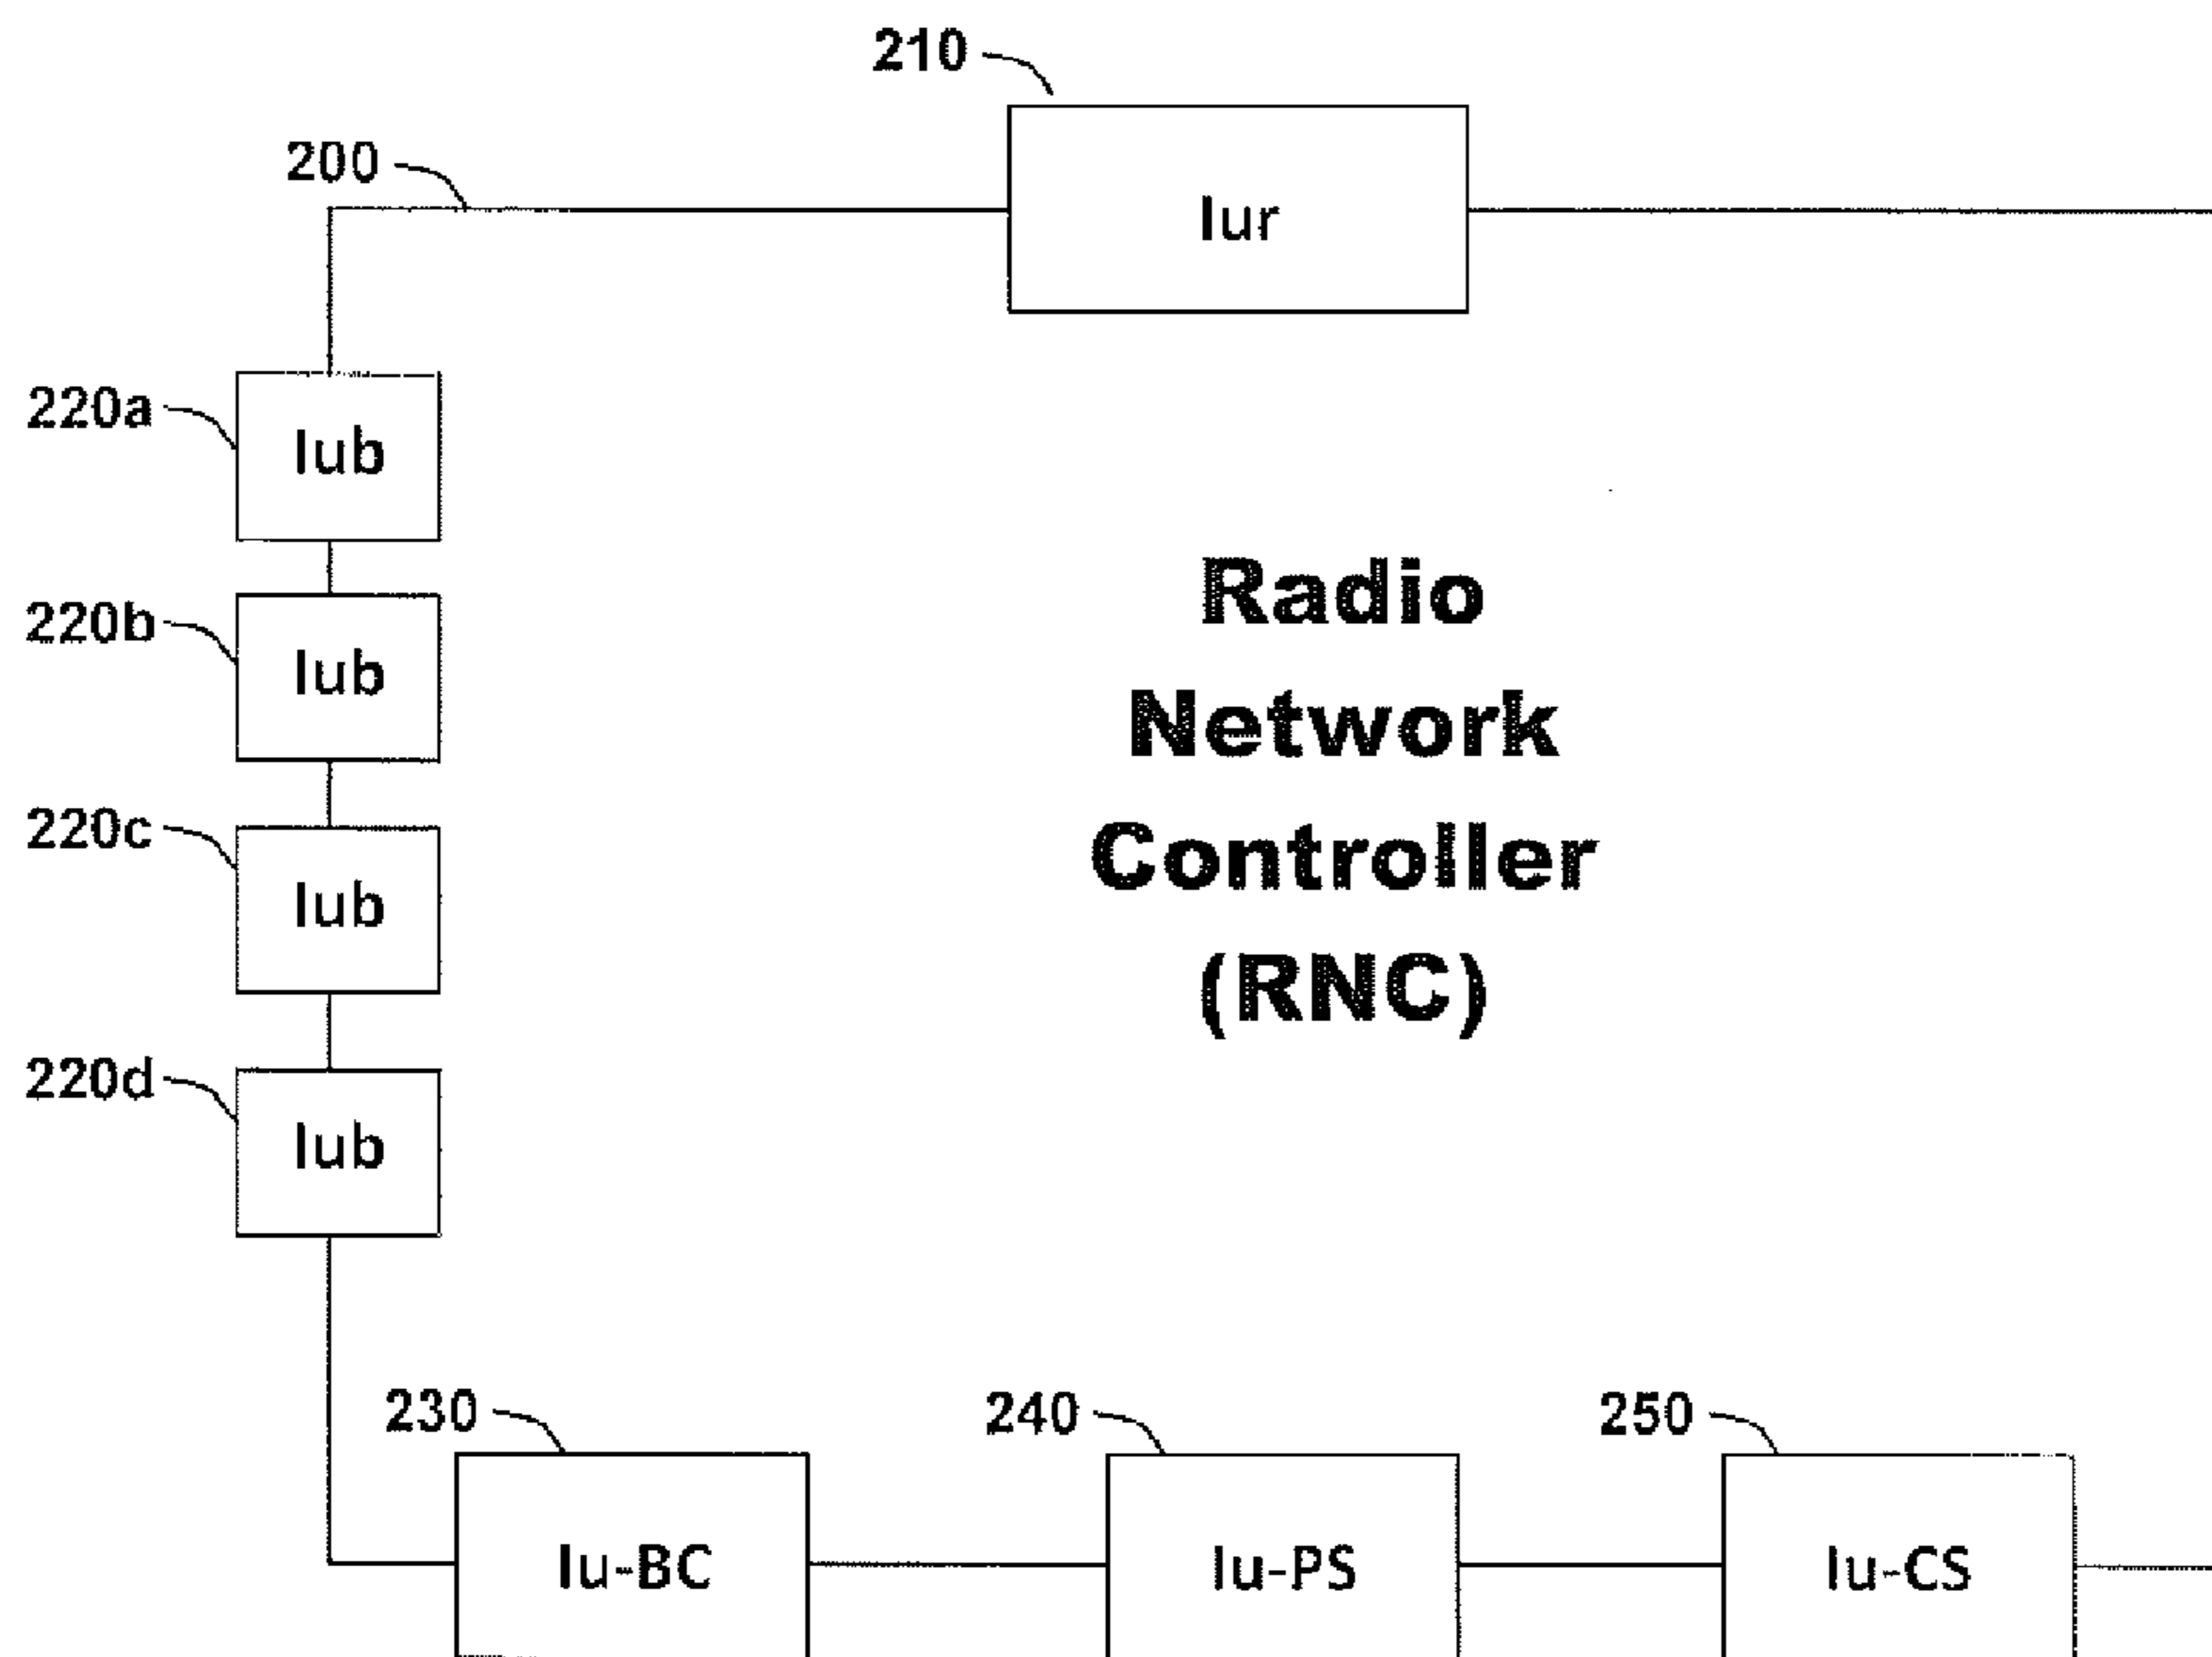 210
200
Iur
220a
Iub
220b
Iub
220c
Iub
220d
Iub
Radio
Network
Controller
(RNC)
230
240
250
Iu-BC
Iu-PS
Iu-CS